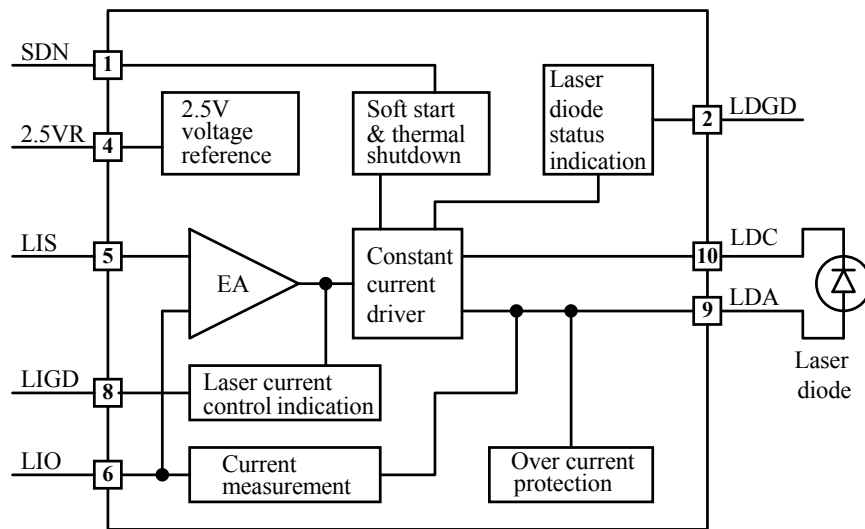 SDN
1
2.5VR
4
2.5V
voltage
reference
Soft start
& thermal
shutdown
Laser
diode
status
indication
2
LDGD
LIS
5
EA
Constant
current
driver
10
LDC
9
LDA
Laser
diode
LIGD
8
Laser current
control indication
LIO
6
Current
measurement
Over current
protection